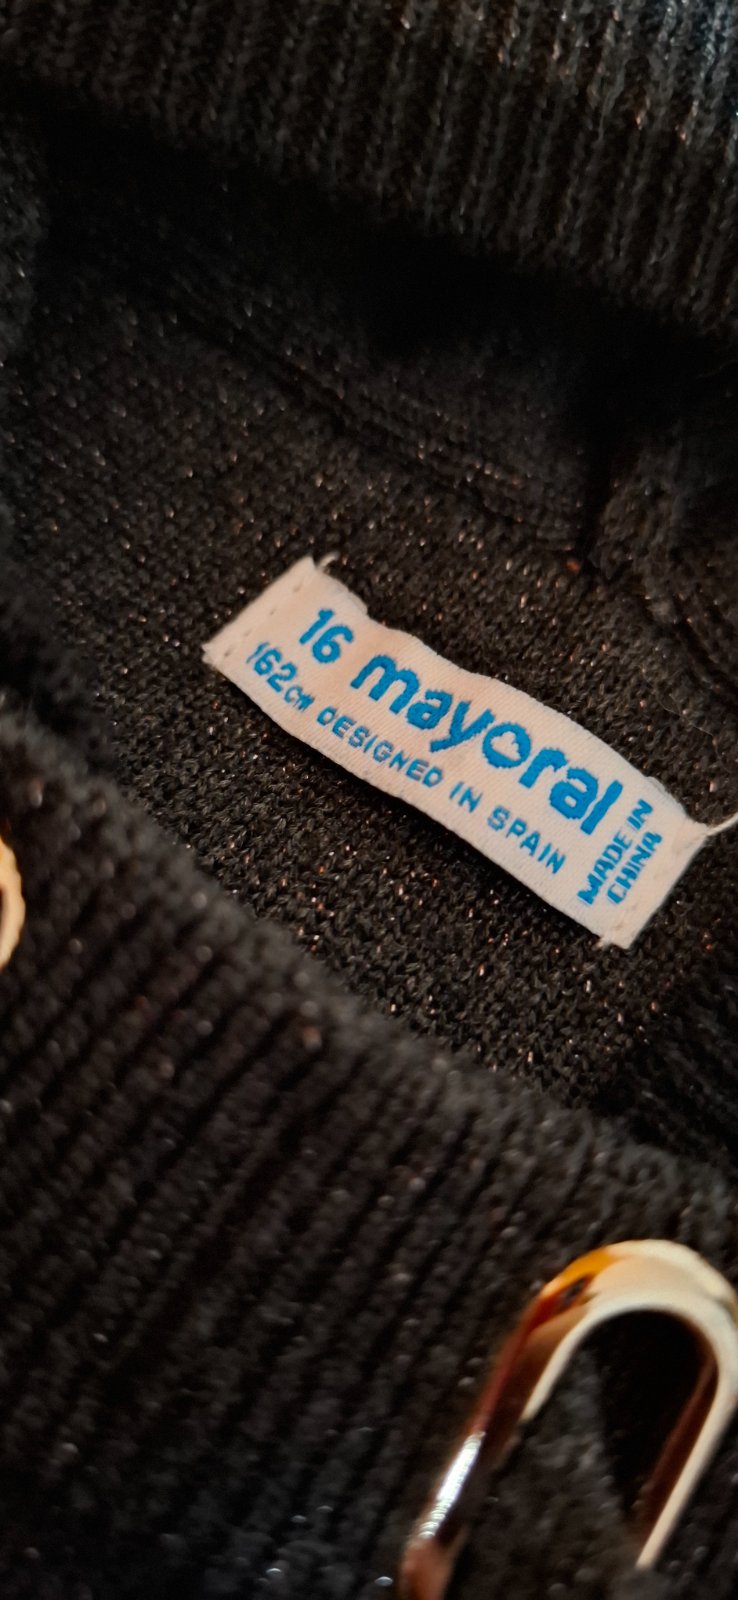 16 mayoral
162cm DESIGNED IN SPAIN
MADE IN
CHINA